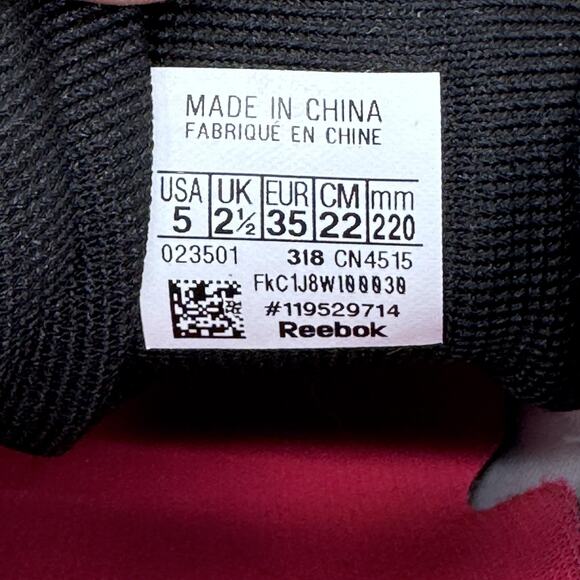 MADE IN CHINA
FABRIQUÉ EN CHINE
USA UK EUR CM mm
5 2½ 35 22 220
023501 318 CN4515
FkC1J8W100030
#119529714
Reebok